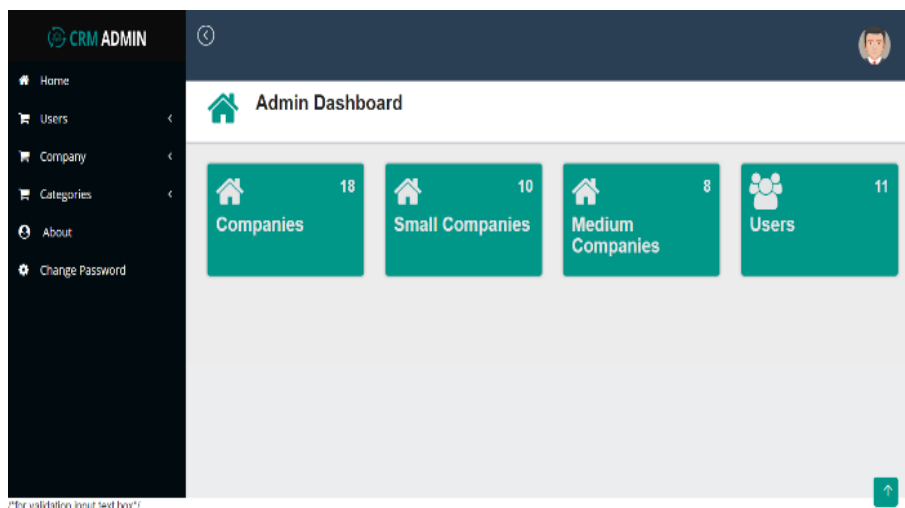 CRM ADMIN
Home
Users
Company
Categories
About
Change Password
Admin Dashboard
18
Companies
10
Small Companies
8
Medium
Companies
11
Users
/*for validation input text box*/